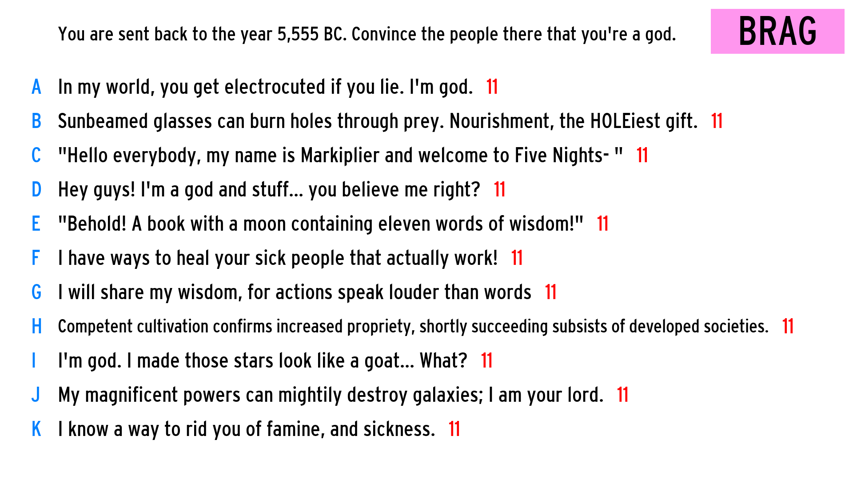 You are sent back to the year 5,555 BC. Convince the people there that you're a god.
BRAG
A In my world, you get electrocuted if you lie. I'm god. 11
B Sunbeamed glasses can burn holes through prey. Nourishment, the HOLEiest gift. 11
C "Hello everybody, my name is Markiplier and welcome to Five Nights- " 11
D Hey guys! I'm a god and stuff... you believe me right? 11
E "Behold! A book with a moon containing eleven words of wisdom!" 11
F I have ways to heal your sick people that actually work! 11
G I will share my wisdom, for actions speak louder than words 11
H Competent cultivation confirms increased propriety, shortly succeeding subsists of developed societies. 11
I I'm god. I made those stars look like a goat... What? 11
J My magnificent powers can mightily destroy galaxies; I am your lord. 11
K I know a way to rid you of famine, and sickness. 11